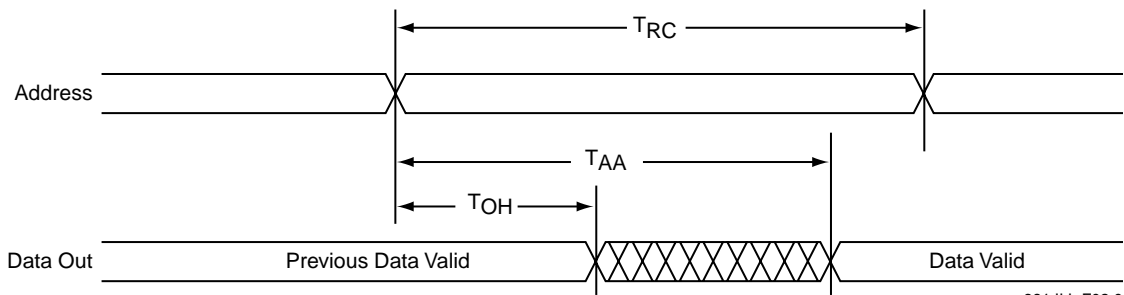 TRC
Address
TAA
TOH
Data Out Previous Data Valid Data Valid